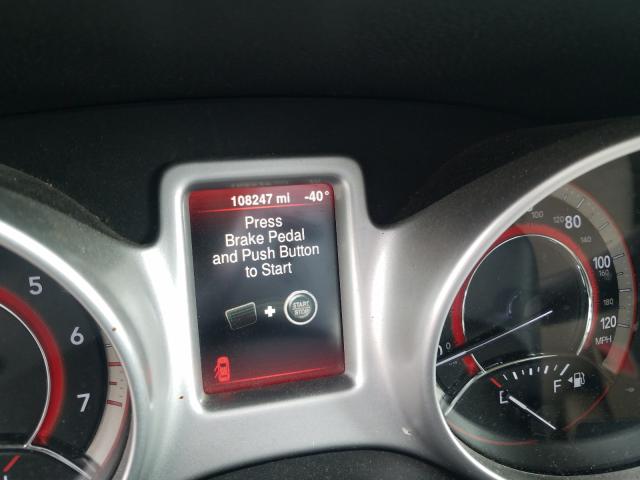 108247 mi -40°
Press
Brake Pedal
and Push Button
to Start
+ START
STOP
5
6
7
0
80
100
120
MPH
100
120
140
160
180
E
F